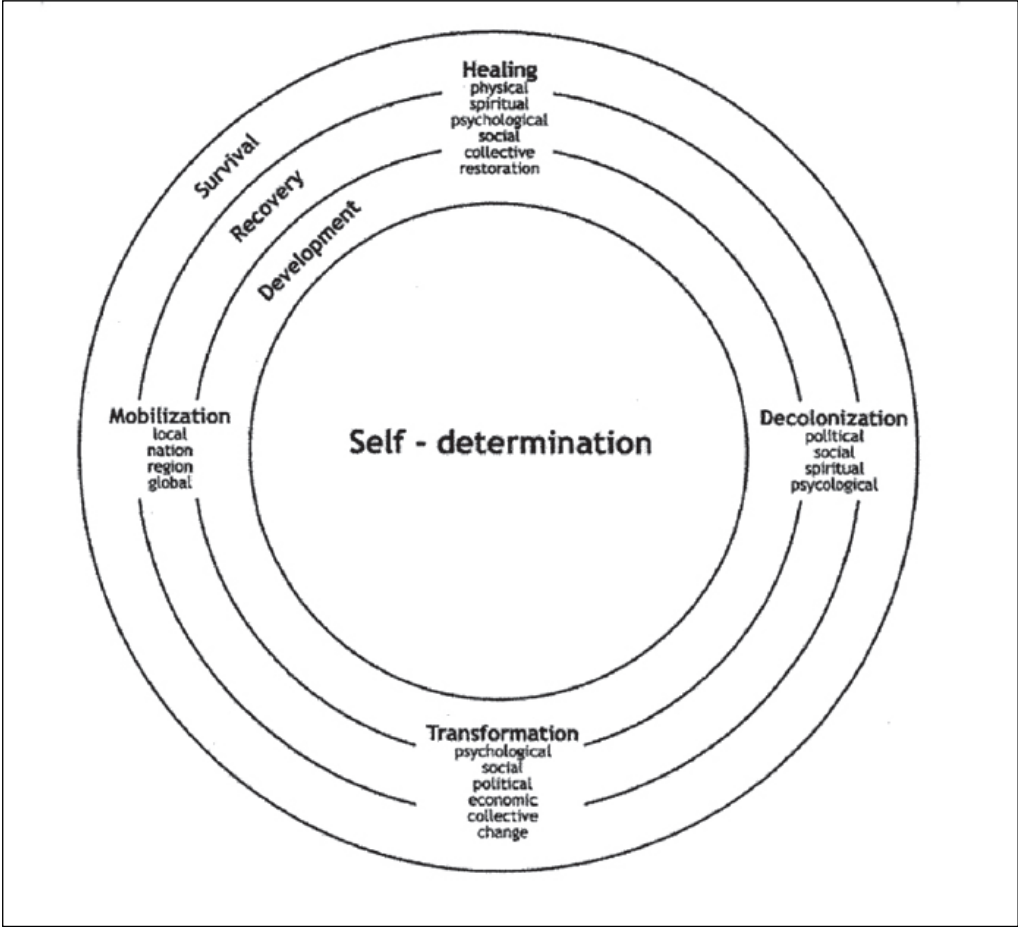 Healing
physical
spiritual
psychological
social
collective
restoration
Survival
Recovery
Development
Mobilization
local
nation
region
global
Self - determination
Decolonization
political
social
spiritual
psycological
Transformation
psychological
social
political
economic
collective
change